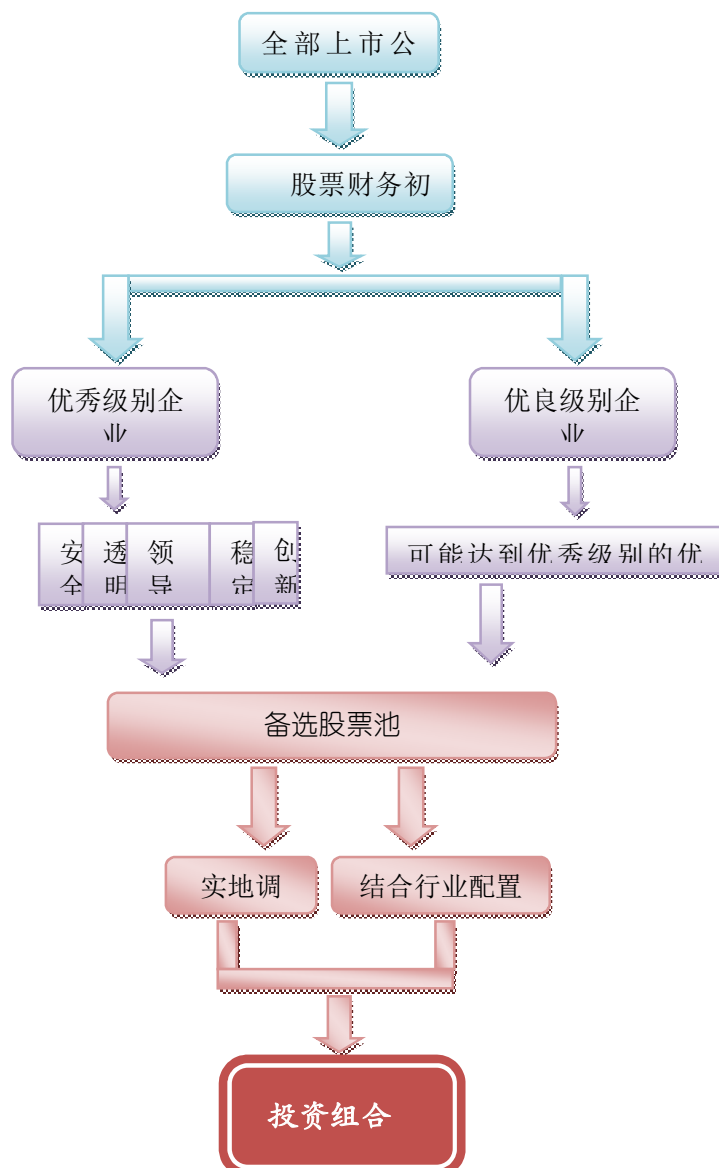 全部上市公
股票财务初
优秀级别企
业
优良级别企
业
安
全
透
明
领
导
稳
定
创
新
可能达到优秀级别的优
备选股票池
实地调
结合行业配置
投资组合